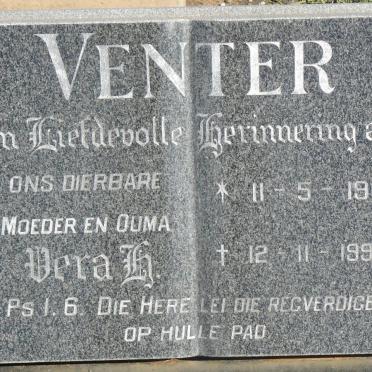 VENTER
n Liefdevolle Herinnering a
ONS DIERBARE
MOEDER EN OUMA
Vera H.
* 11 - 5 - 19
† 12 - 11 - 199
PS 1. 6. DIE HERE LEI DIE REGVERDIGE
OP HULLE PAD